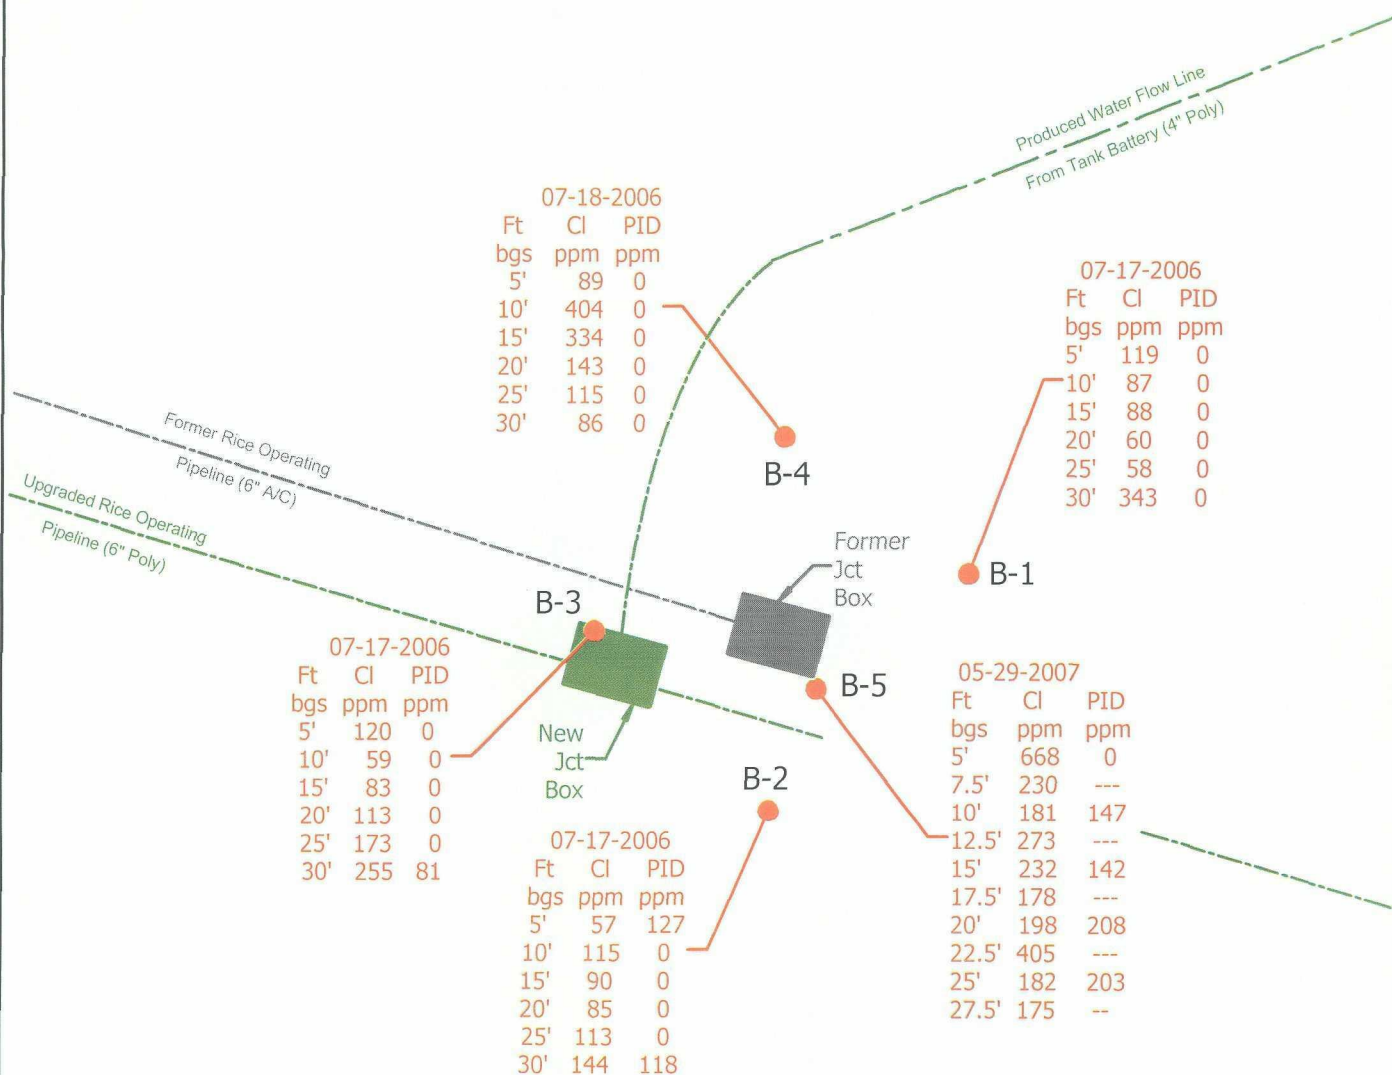 Produced Water Flow Line
From Tank Battery (4" Poly)
07-18-2006
Ft Cl PID
bgs ppm ppm
5' 89 0
10' 404 0
15' 334 0
20' 143 0
25' 115 0
30' 86 0
B-4
07-17-2006
Ft Cl PID
bgs ppm ppm
5' 119 0
10' 87 0
15' 88 0
20' 60 0
25' 58 0
30' 343 0
B-1
Former Rice Operating
Pipeline (6" A/C)
Upgraded Rice Operating
Pipeline (6" Poly)
Former
Jct
Box
B-3
07-17-2006
Ft Cl PID
bgs ppm ppm
5' 120 0
10' 59 0
15' 83 0
20' 113 0
25' 173 0
30' 255 81
New
Jct
Box
B-5
05-29-2007
Ft Cl PID
bgs ppm ppm
5' 668 0
7.5' 230 ---
10' 181 147
12.5' 273 ---
15' 232 142
17.5' 178 ---
20' 198 208
22.5' 405 ---
25' 182 203
27.5' 175 --
B-2
07-17-2006
Ft Cl PID
bgs ppm ppm
5' 57 127
10' 115 0
15' 90 0
20' 85 0
25' 113 0
30' 144 118